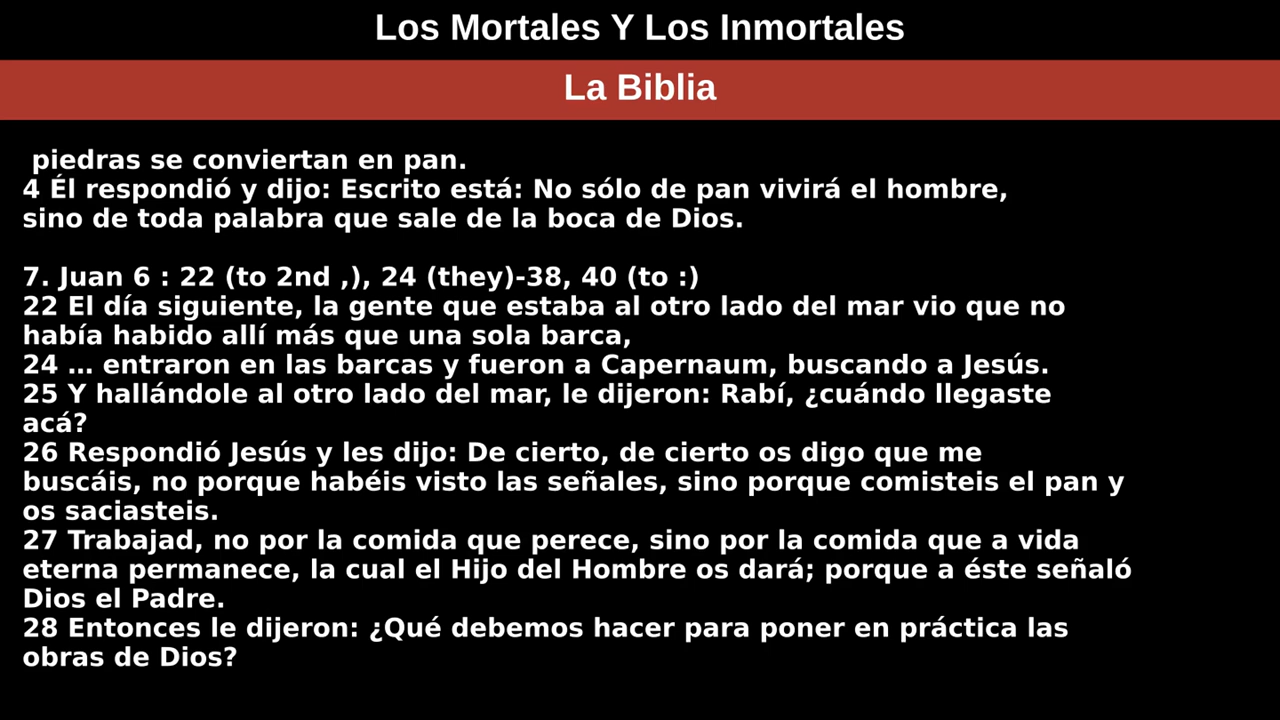 Los Mortales Y Los Inmortales
La Biblia
piedras se conviertan en pan.
4 Él respondió y dijo: Escrito está: No sólo de pan vivirá el hombre,
sino de toda palabra que sale de la boca de Dios.
7. Juan 6 : 22 (to 2nd ,), 24 (they)-38, 40 (to :)
22 El día siguiente, la gente que estaba al otro lado del mar vio que no
había habido allí más que una sola barca,
24 … entraron en las barcas y fueron a Capernaum, buscando a Jesús.
25 Y hallándole al otro lado del mar, le dijeron: Rabí, ¿cuándo llegaste
acá?
26 Respondió Jesús y les dijo: De cierto, de cierto os digo que me
buscáis, no porque habéis visto las señales, sino porque comisteis el pan y
os saciasteis.
27 Trabajad, no por la comida que perece, sino por la comida que a vida
eterna permanece, la cual el Hijo del Hombre os dará; porque a éste señaló
Dios el Padre.
28 Entonces le dijeron: ¿Qué debemos hacer para poner en práctica las
obras de Dios?